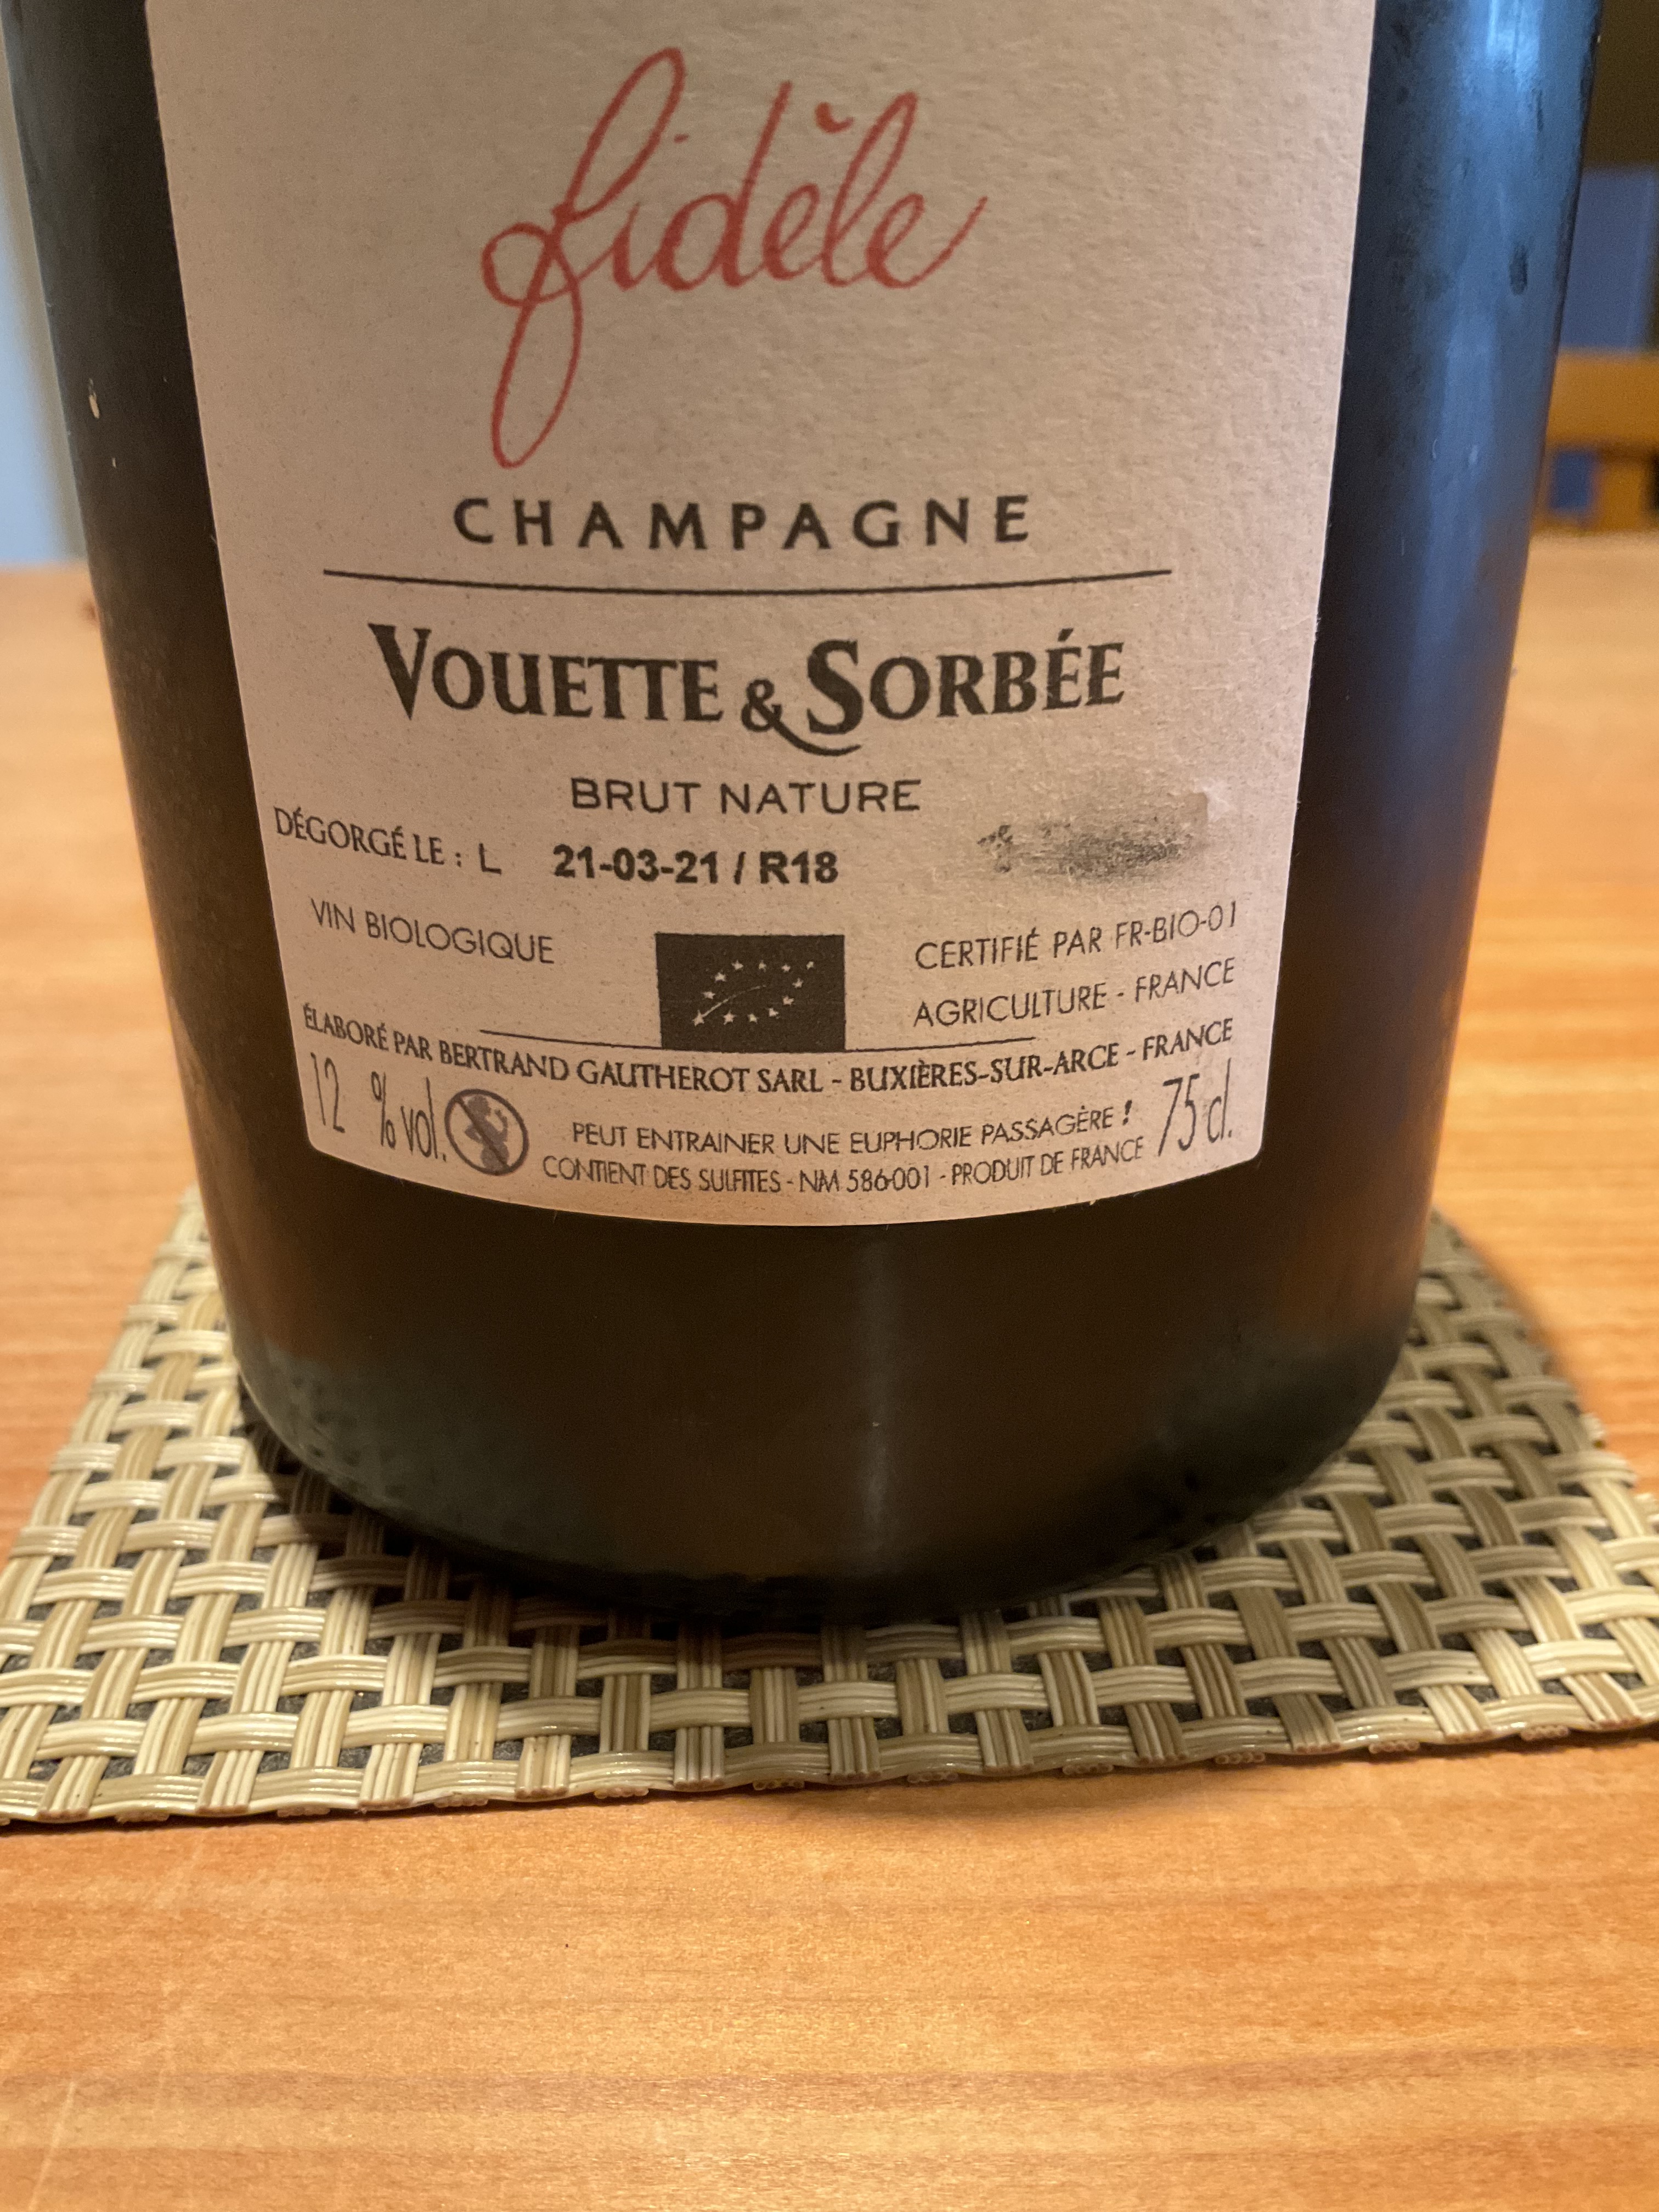 fidèle
CHAMPAGNE
VOUETTE & SORBÉE
BRUT NATURE
DÉGORGÉ LE : L 21-03-21 / R18
VIN BIOLOGIQUE
CERTIFIÉ PAR FR-BIO-01
AGRICULTURE - FRANCE
ÉLABORÉ PAR BERTRAND GAUTHEROT SARL - BUXIÈRES-SUR-ARCE - FRANCE
12 % vol.
PEUT ENTRAINER UNE EUPHORIE PASSAGÈRE !
75 cl.
CONTIENT DES SULFITES - NM 586-001 - PRODUIT DE FRANCE